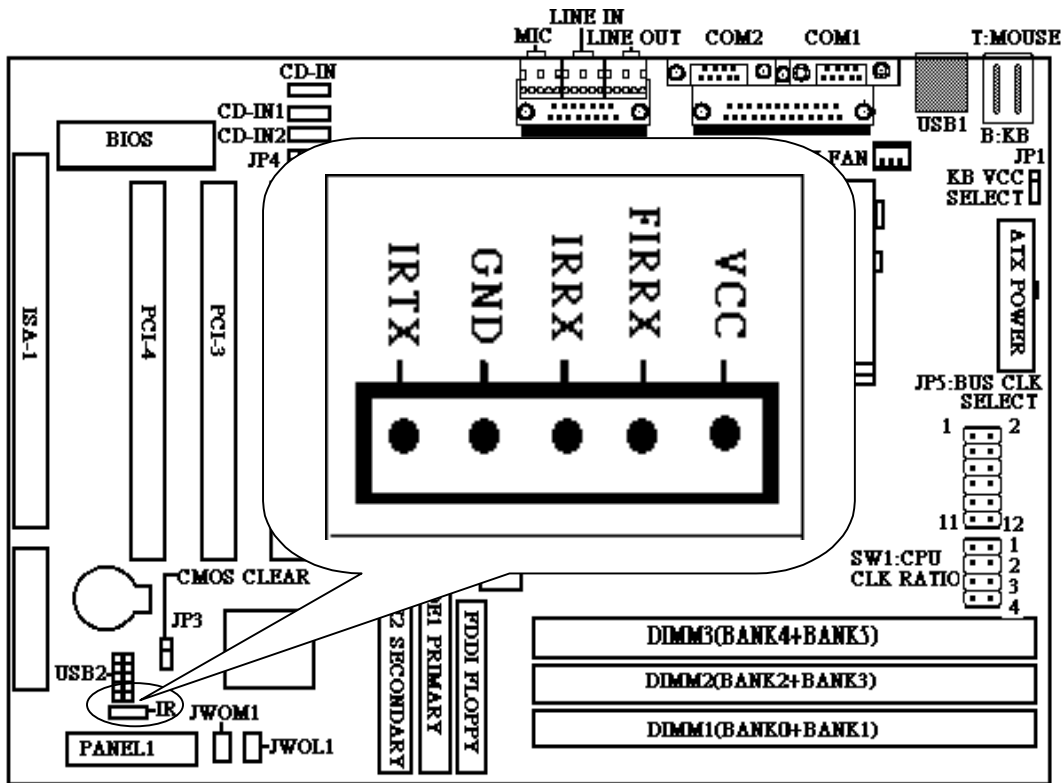 LINE IN
MIC
LINE OUT
COM2
COM1
T:MOUSE
CD-IN
CD-IN1
CD-IN2
JP4
BIOS
USB1
B:KB
FAN
JP1
KB VCC
SELECT
ATX POWER
ISA-1
PCI-4
PCI-3
IRTX
GND
IRRX
FIRRX
VCC
JP5:BUS CLK
SELECT
1 2
11 12
SW1:CPU
CLK RATIO
1
2
3
4
CMOS CLEAR
JP3
USB2
IR
JWOM1
JWOL1
PANEL1
SECONDARY
PRIMARY
FDDI FLOPPY
DIMM3(BANK4+BANK5)
DIMM2(BANK2+BANK3)
DIMM1(BANK0+BANK1)